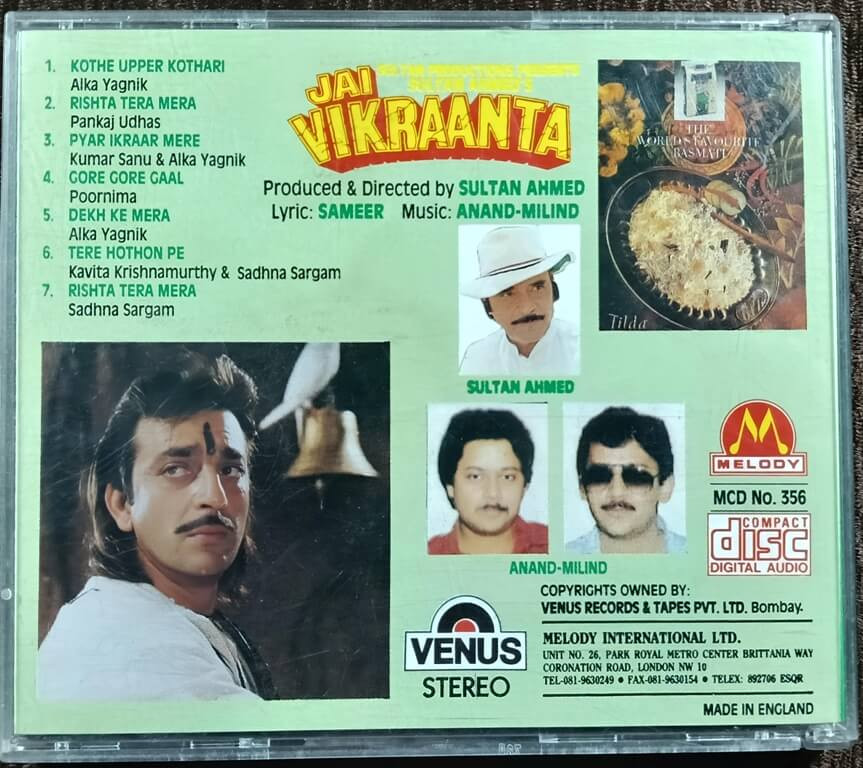 1. KOTHE UPPER KOTHARI
Alka Yagnik
2. RISHTA TERA MERA
Pankaj Udhas
3. PYAR IKRAAR MERE
Kumar Sanu & Alka Yagnik
4. GORE GORE GAAL
Poornima
5. DEKH KE MERA
Alka Yagnik
6. TERE HOTHON PE
Kavita Krishnamurthy & Sadhna Sargam
7. RISHTA TERA MERA
Sadhna Sargam
SULTAN PRODUCTIONS PRESENTS
SULTAN AHMED'S
JAI
VIKRAANTA
Produced & Directed by SULTAN AHMED
Lyric: SAMEER Music: ANAND-MILIND
THE
WORLD'S FAVOURITE
BASMATI
Tilda
SULTAN AHMED
ANAND-MILIND
MELODY
MCD No. 356
COMPACT
disc
DIGITAL AUDIO
COPYRIGHTS OWNED BY:
VENUS RECORDS & TAPES PVT. LTD. Bombay.
VENUS
STEREO
MELODY INTERNATIONAL LTD.
UNIT NO. 26, PARK ROYAL METRO CENTER BRITTANIA WAY
CORONATION ROAD, LONDON NW 10
TEL-081-9630249 ● FAX-081-9630154 ● TELEX: 892706 ESQR
MADE IN ENGLAND